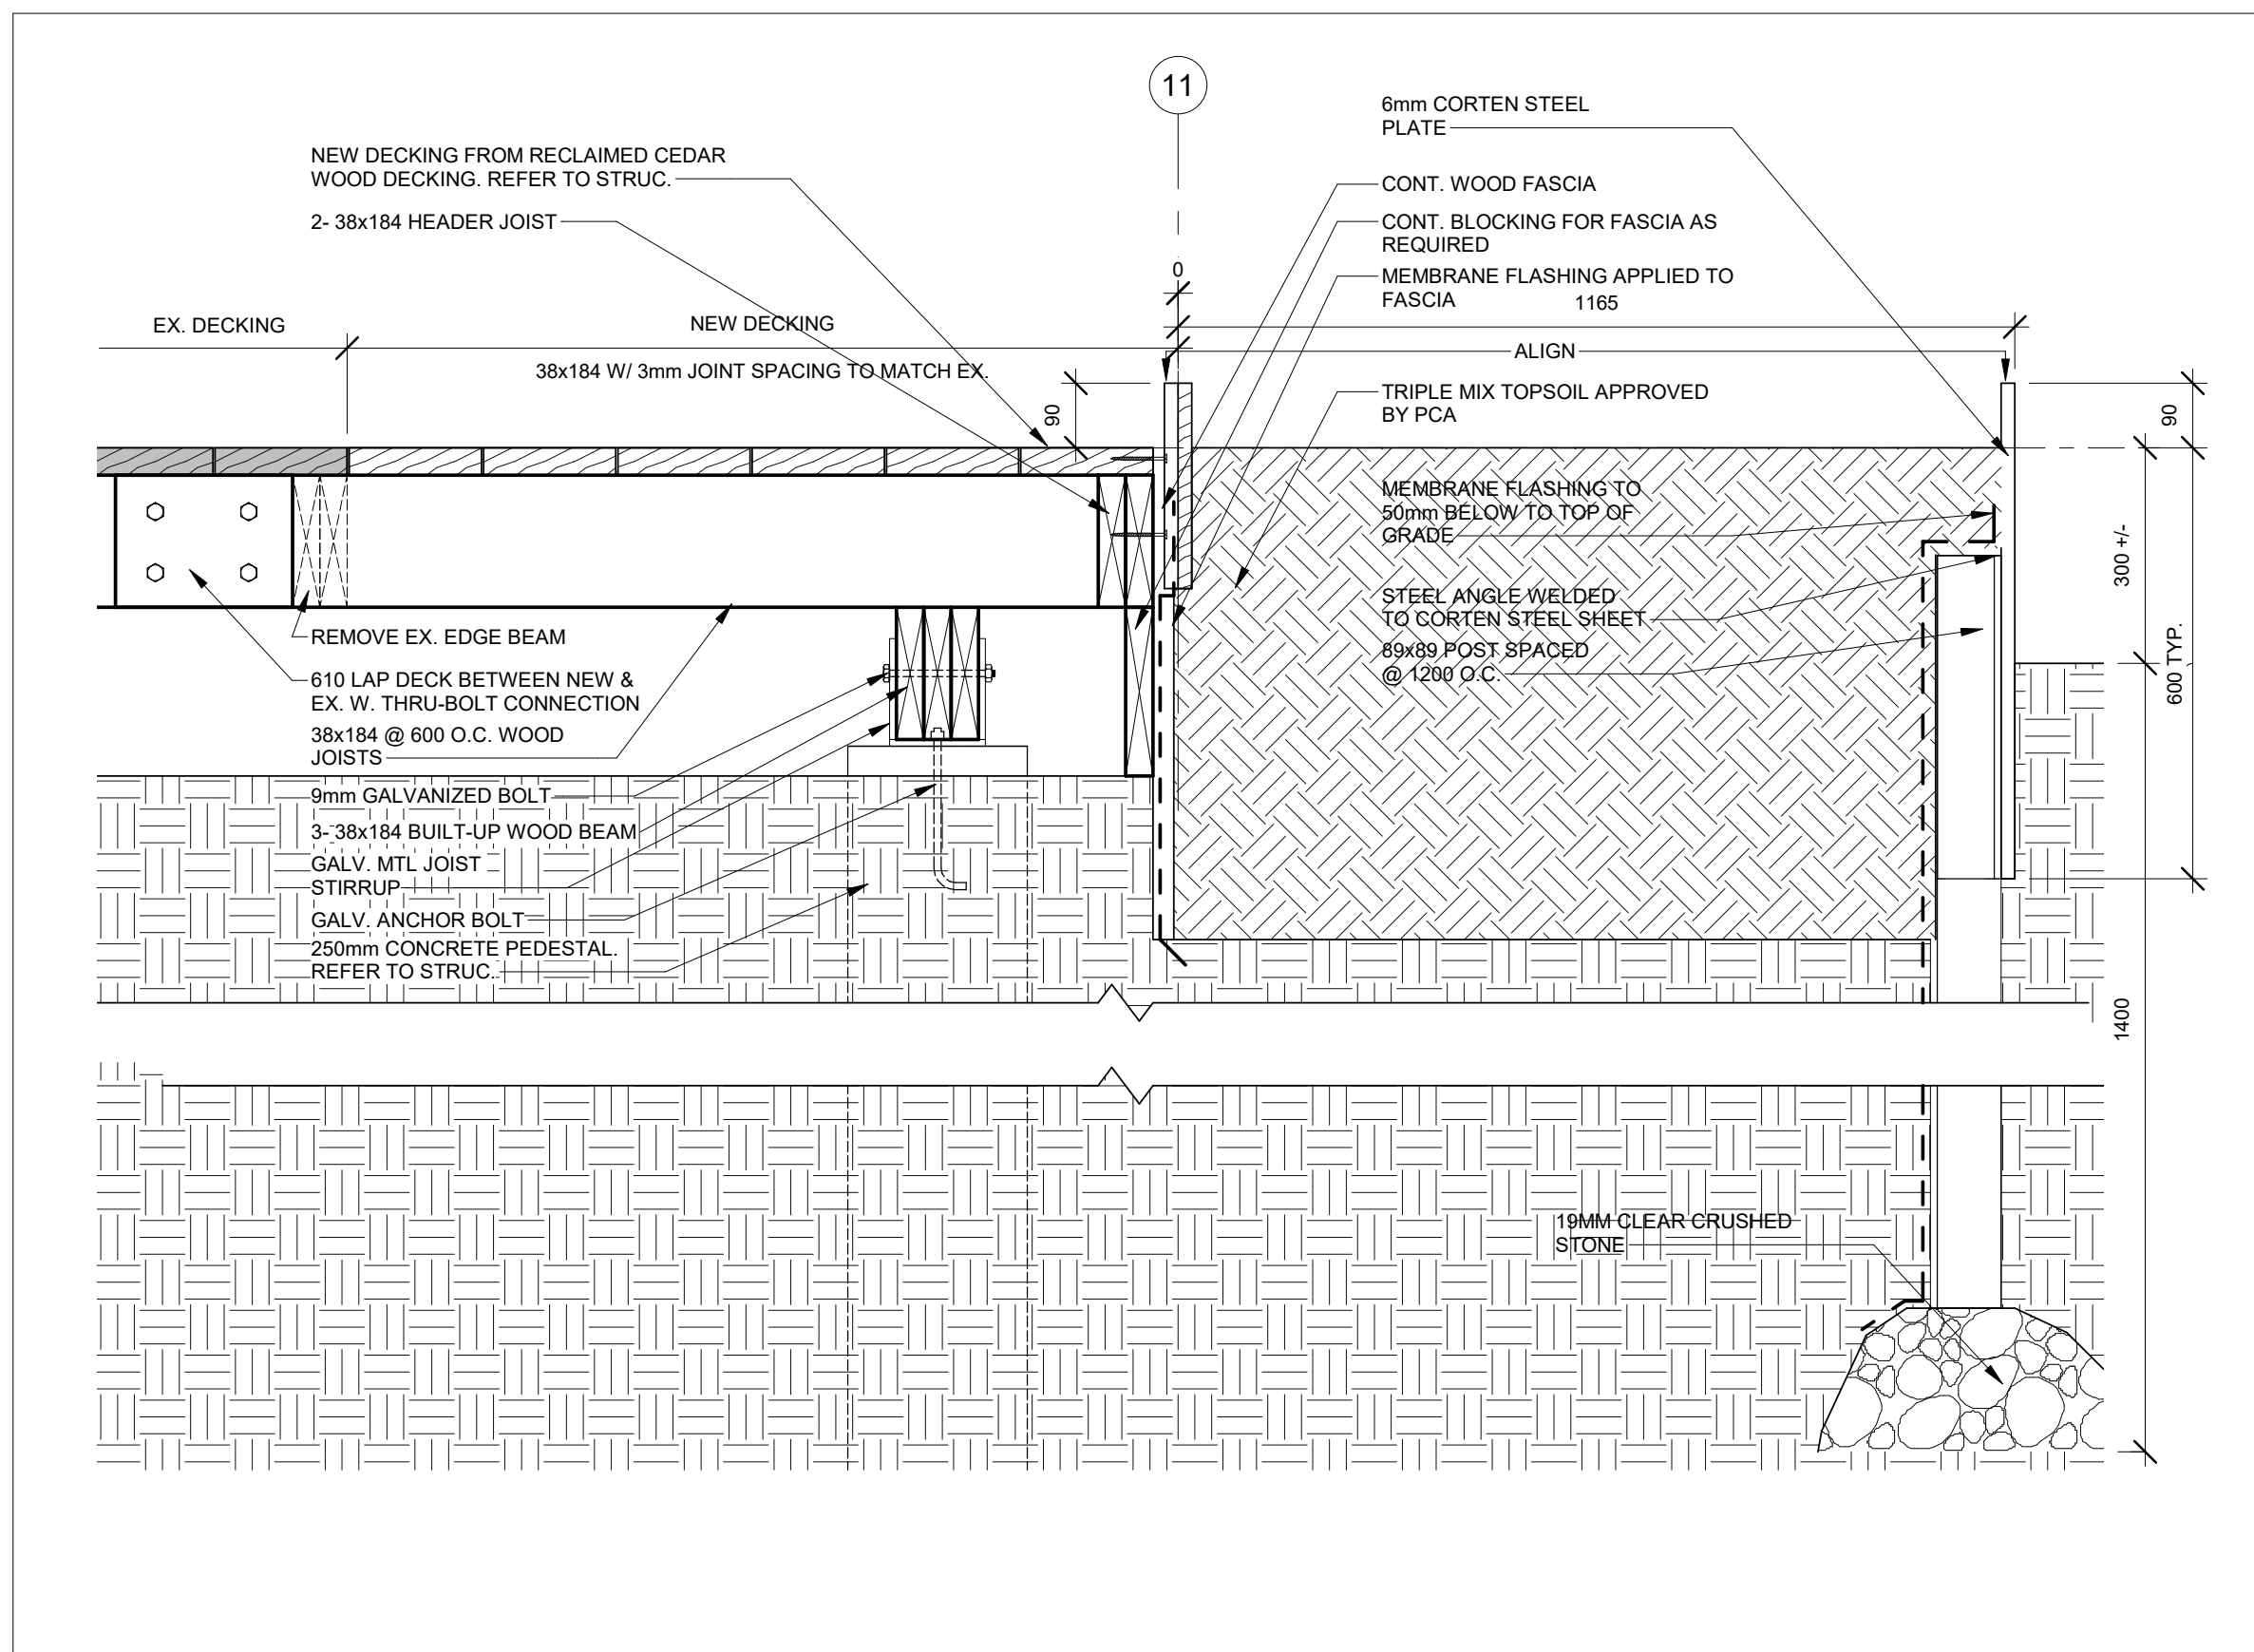 11
6mm CORTEN STEEL
PLATE
NEW DECKING FROM RECLAIMED CEDAR
WOOD DECKING. REFER TO STRUC.
2- 38x184 HEADER JOIST
CONT. WOOD FASCIA
CONT. BLOCKING FOR FASCIA AS
REQUIRED
MEMBRANE FLASHING APPLIED TO
FASCIA
0
1165
EX. DECKING
NEW DECKING
ALIGN
38x184 W/ 3mm JOINT SPACING TO MATCH EX.
90
TRIPLE MIX TOPSOIL APPROVED
BY PCA
90
MEMBRANE FLASHING TO
50mm BELOW TO TOP OF
GRADE
300 +/-
STEEL ANGLE WELDED
TO CORTEN STEEL SHEET
89x89 POST SPACED
@ 1200 O.C.
600 TYP.
REMOVE EX. EDGE BEAM
610 LAP DECK BETWEEN NEW &
EX. W. THRU-BOLT CONNECTION
38x184 @ 600 O.C. WOOD
JOISTS
9mm GALVANIZED BOLT
3- 38x184 BUILT-UP WOOD BEAM
GALV. MTL JOIST
STIRRUP
GALV. ANCHOR BOLT
250mm CONCRETE PEDESTAL.
REFER TO STRUC.
1400
19MM CLEAR CRUSHED
STONE